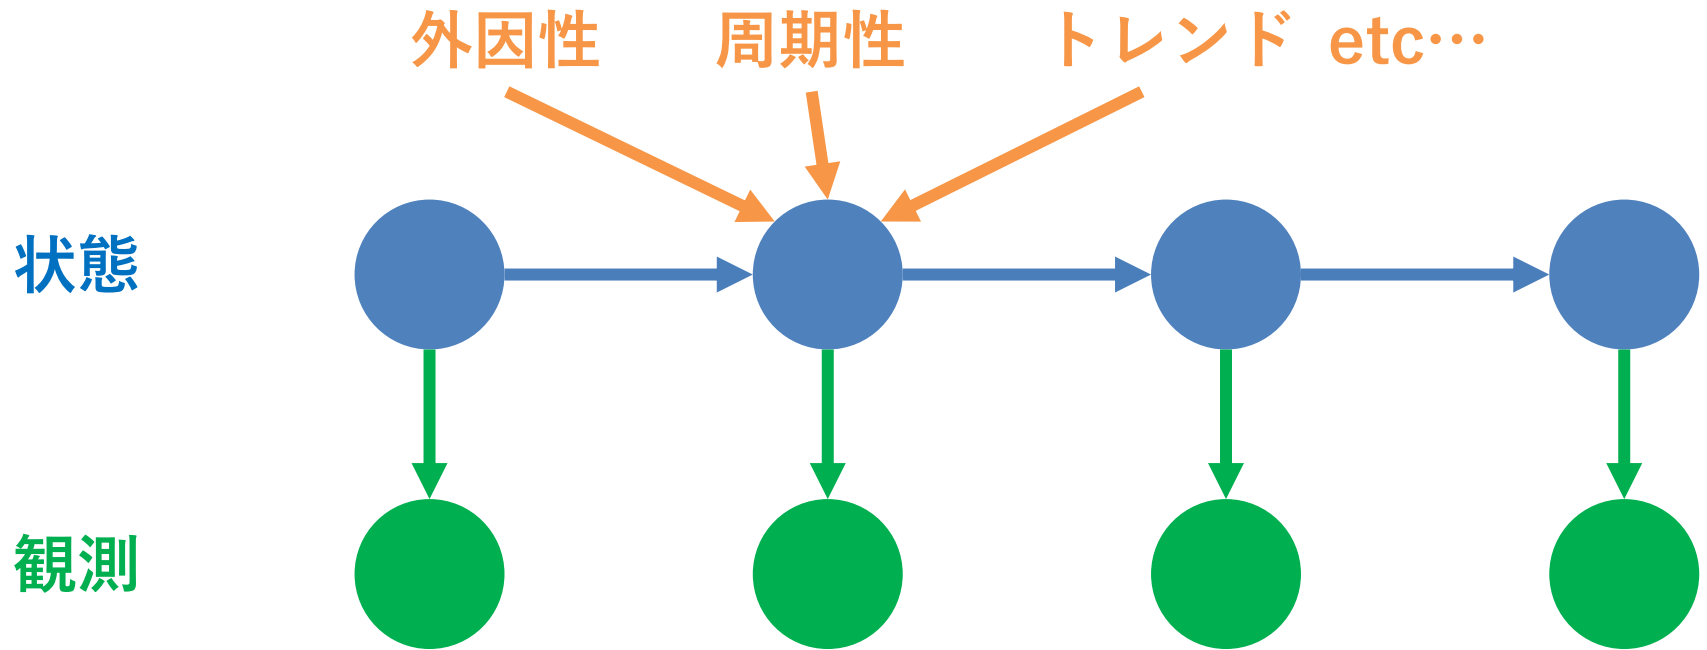 外因性 周期性 トレンド etc…
状態
観測